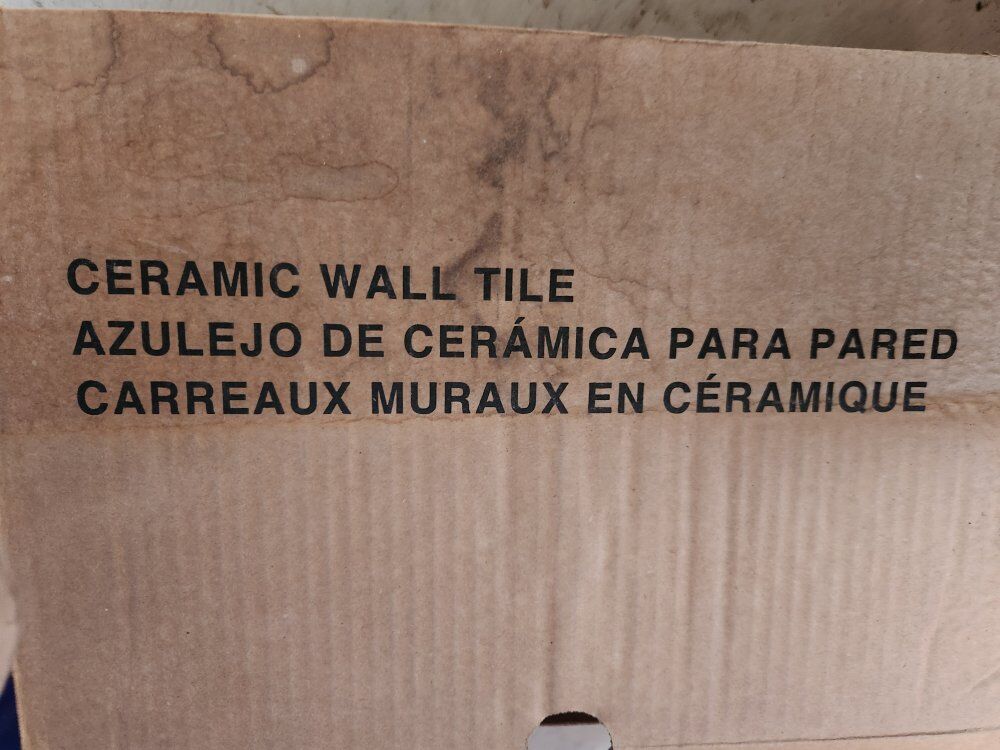 CERAMIC WALL TILE
AZULEJO DE CERÁMICA PARA PARED
CARREAUX MURAUX EN CÉRAMIQUE